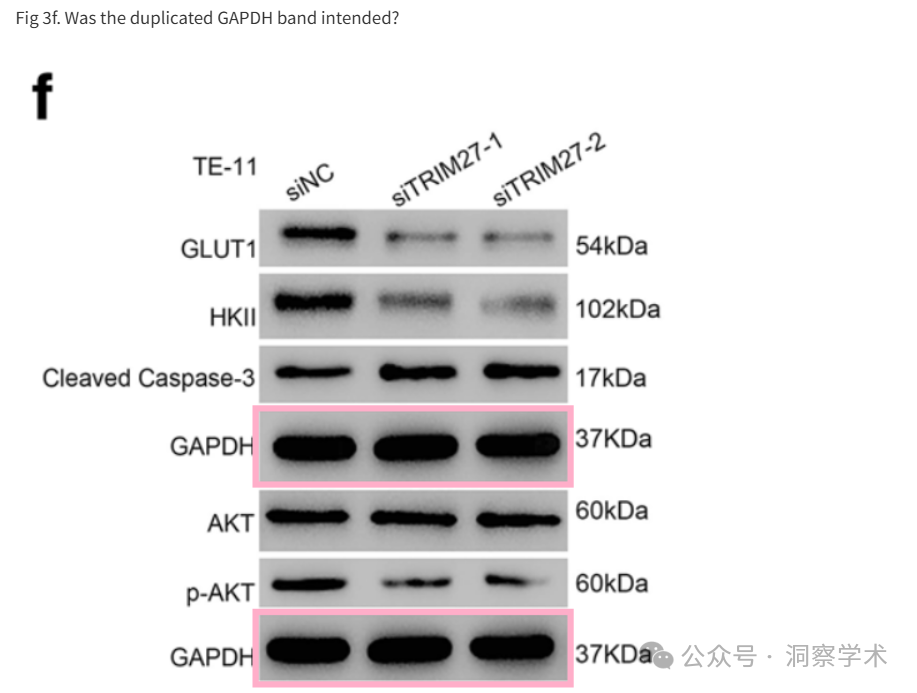 Fig 3f. Was the duplicated GAPDH band intended?
f
TE-11
siNC
siTRIM27-1
siTRIM27-2
GLUT1
54kDa
HKII
102kDa
Cleaved Caspase-3
17kDa
GAPDH
37KDa
AKT
60kDa
p-AKT
60kDa
GAPDH
37KDa
公众号 · 洞察学术